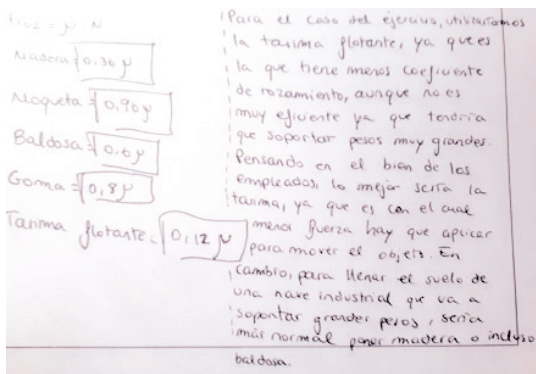 = μ · N
Madera = 0,36 μ
Moqueta = 0,90 μ
Baldosa = 0,6 μ
Goma = 0,8 μ
Tarima flotante = 0,12 μ
Para el caso del ejercicio, utilizaríamos
la tarima flotante, ya que es
la que tiene menos coeficiente
de rozamiento, aunque no es
muy eficiente ya que tendría
que soportar pesos muy grandes.
Pensando en el bien de los
empleados, lo mejor sería la
tarima, ya que es con el cual
menor fuerza hay que aplicar
para mover el objeto. En
cambio, para llenar el suelo de
una nave industrial que va a
soportar grandes pesos, sería
más normal poner madera o incluso
baldosa.